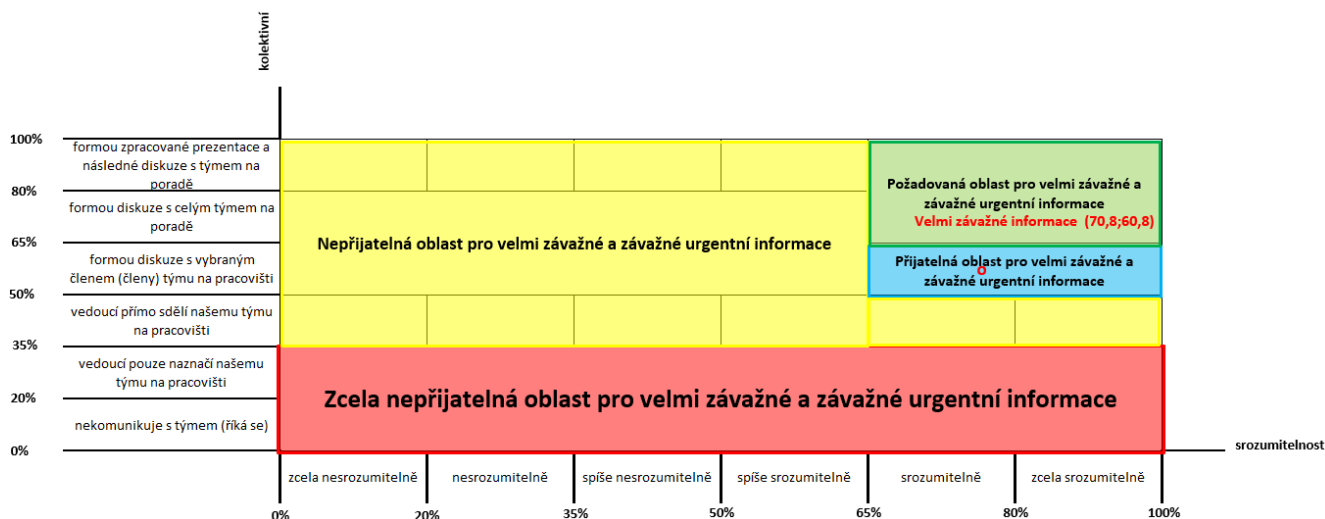 kolektivní
100%
formou zpracované prezentace a
následné diskuze s týmem na
poradě
80%
formou diskuze s celým týmem na
poradě
65%
formou diskuze s vybraným
členem (členy) týmu na pracovišti
50%
vedoucí přímo sdělí našemu týmu
na pracovišti
35%
vedoucí pouze naznačí našemu
týmu na pracovišti
20%
nekomunikuje s týmem (říká se)
0%
Nepřijatelná oblast pro velmi závažné a závažné urgentní informace
Požadovaná oblast pro velmi závažné a
závažné urgentní informace
Velmi závažné informace (70,8;60,8)
Přijatelná oblast pro velmi závažné a
závažné urgentní informace
Zcela nepřijatelná oblast pro velmi závažné a závažné urgentní informace
srozumitelnost
zcela nesrozumitelně
nesrozumitelně
spíše nesrozumitelně
spíše srozumitelně
srozumitelně
zcela srozumitelně
0%
20%
35%
50%
65%
80%
100%